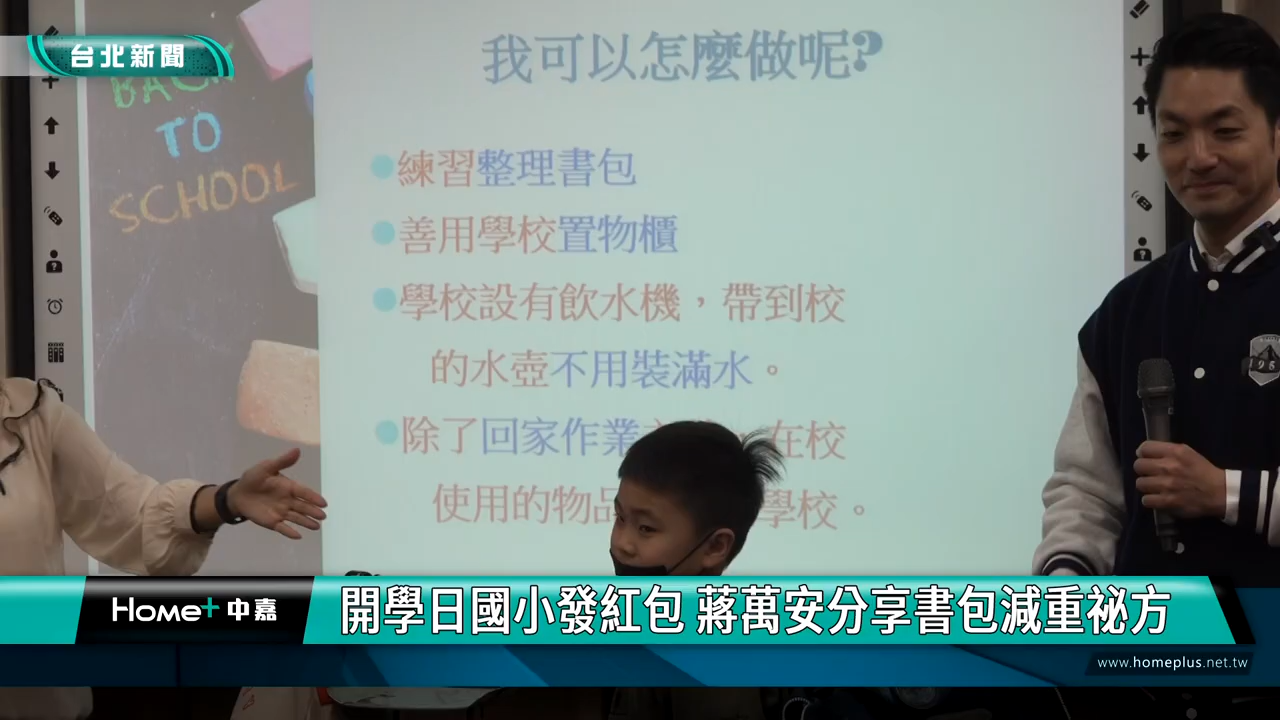 台北新聞
BACK
TO
SCHOOL
我可以怎麼做呢?
練習整理書包
善用學校置物櫃
學校設有飲水機，帶到校
的水壺不用裝滿水。
除了回家作業 在校
使用的物品 學校。
Home+中嘉
開學日國小發紅包 蔣萬安分享書包減重祕方
www.homeplus.net.tw